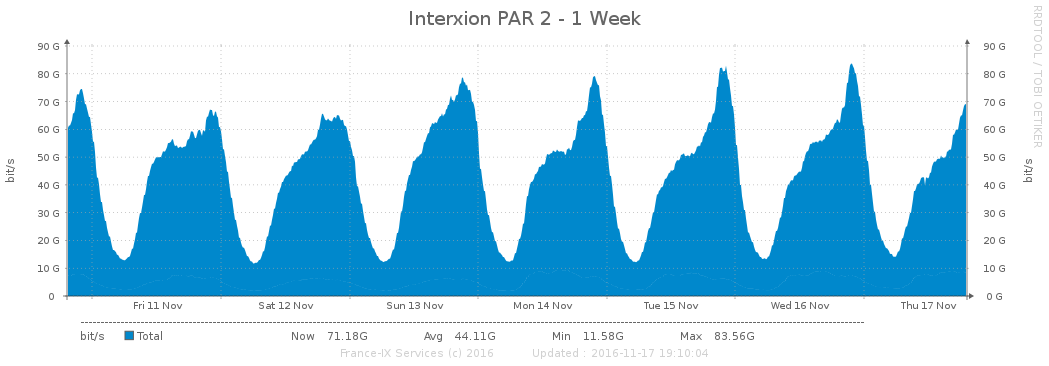 Interxion PAR 2 - 1 Week
RRDTOOL / TOBI OETIKER
90 G 90 G
80 G 80 G
70 G 70 G
60 G 60 G
50 G 50 G
40 G 40 G
30 G 30 G
20 G 20 G
10 G 10 G
0 0 G
bit/s bit/s
Fri 11 Nov Sat 12 Nov Sun 13 Nov Mon 14 Nov Tue 15 Nov Wed 16 Nov Thu 17 Nov
bit/s Total Now 71.18G Avg 44.11G Min 11.58G Max 83.56G
France-IX Services (c) 2016 Updated : 2016-11-17 19:10:04